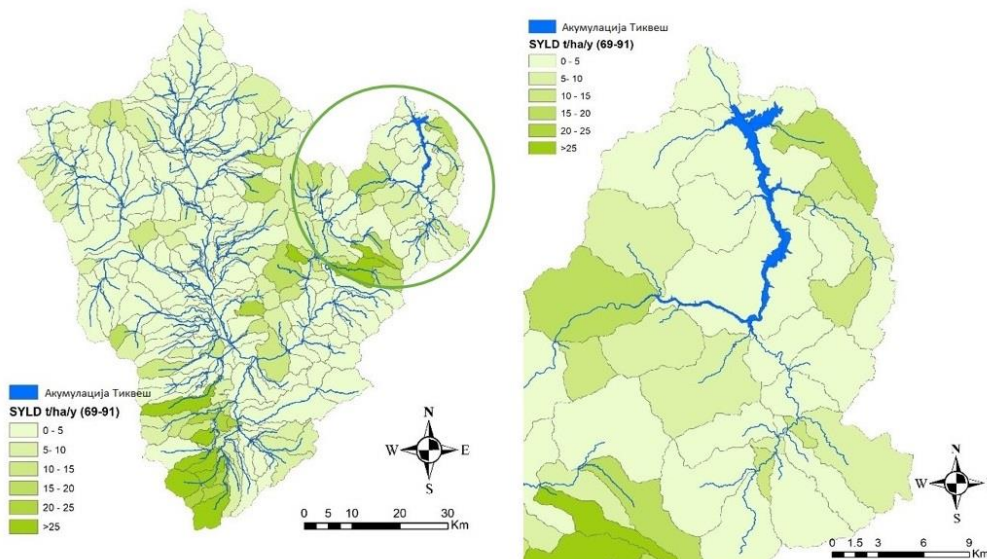 Акумулација Тиквеш
SYLD t/ha/y (69-91)
0 - 5
5- 10
10 - 15
15 - 20
20 - 25
>25
N
W E
S
0 5 10 20 30
Km
Акумулација Тиквеш
SYLD t/ha/y (69-91)
0 - 5
5- 10
10 - 15
15 - 20
20 - 25
>25
N
W E
S
0 1.5 3 6 9
Km